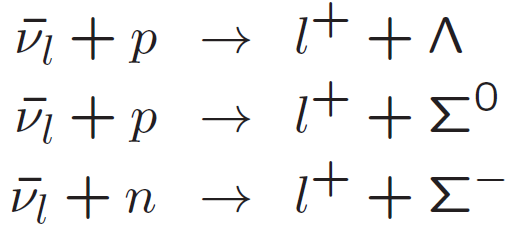 ν̄_l + p → l⁺ + Λ
ν̄_l + p → l⁺ + Σ⁰
ν̄_l + n → l⁺ + Σ⁻